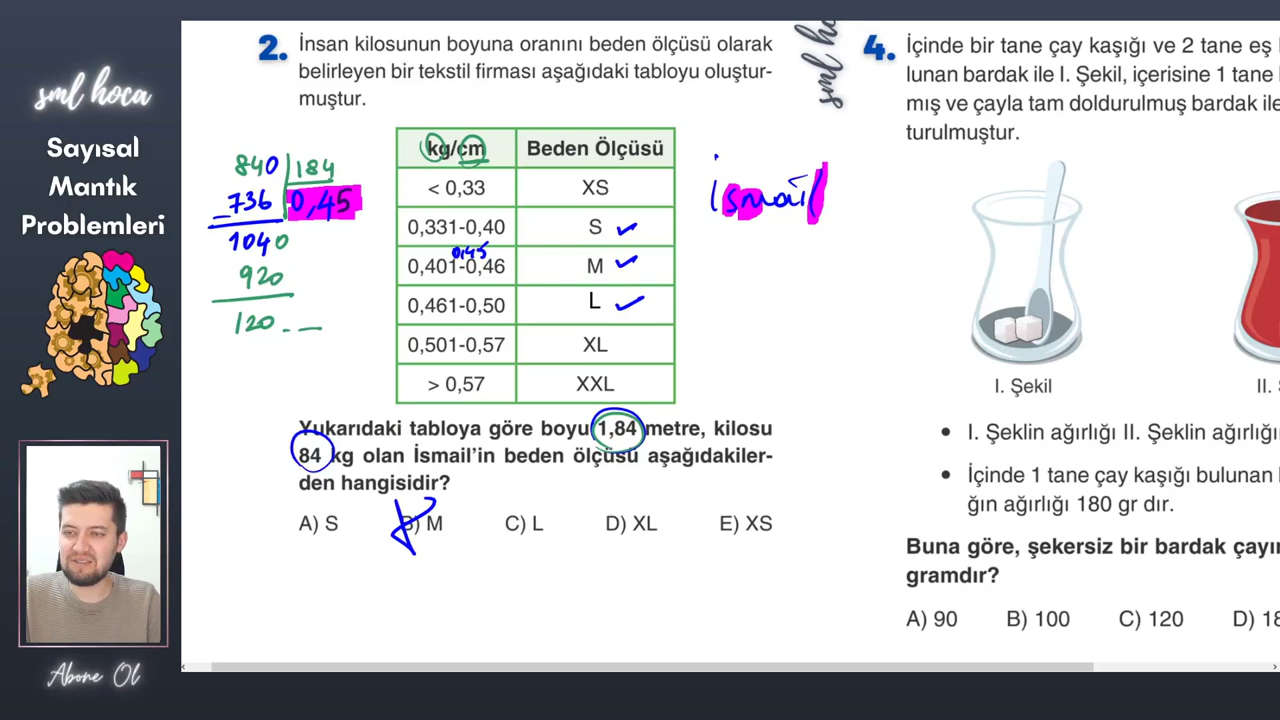 sml hoca
Sayısal
Mantık
Problemleri
Abone Ol
2. İnsan kilosunun boyuna oranını beden ölçüsü olarak
belirleyen bir tekstil firması aşağıdaki tabloyu oluştur-
muştur.
840 184
736 0,45
1040
920
120
kg/cm Beden Ölçüsü
< 0,33 XS
0,331-0,40 S
0,45
0,401-0,46 M
0,461-0,50 L
0,501-0,57 XL
> 0,57 XXL
ismail
Yukarıdaki tabloya göre boyu 1,84 metre, kilosu
84 kg olan İsmail’in beden ölçüsü aşağıdakiler-
den hangisidir?
A) S B) M C) L D) XL E) XS
sml ho
4. İçinde bir tane çay kaşığı ve 2 tane eş
lunan bardak ile I. Şekil, içerisine 1 tane
mış ve çayla tam doldurulmuş bardak ile
turulmuştur.
I. Şekil II.
• I. Şeklin ağırlığı II. Şeklin ağırlığı
• İçinde 1 tane çay kaşığı bulunan
ğın ağırlığı 180 gr dır.
Buna göre, şekersiz bir bardak çayın
gramdır?
A) 90 B) 100 C) 120 D) 18